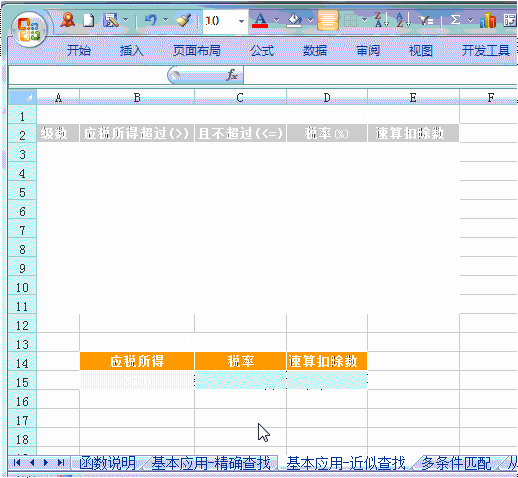 10
开始 插入 页面布局 公式 数据 审阅 视图 开发工具
fx
A B C D E F
1
2 级数 应税所得超过(>) 且不超过(<=) 税率(%) 速算扣除数
3
4
5
6
7
8
9
10
11
12
13
14 应税所得 税率 速算扣除数
15
16
17
18
函数说明 基本应用-精确查找 基本应用-近似查找 多条件匹配 从